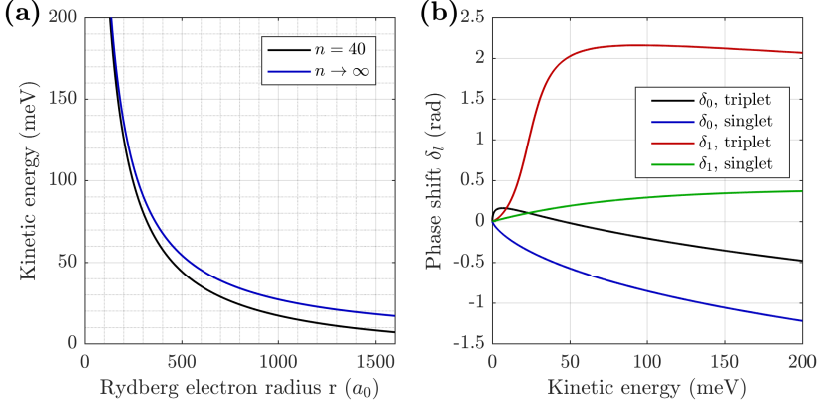 (a)
200
150
100
50
0
Kinetic energy (meV)
n = 40
n → ∞
0
500
1000
1500
Rydberg electron radius r (a₀)
(b)
2.5
2
1.5
1
0.5
0
-0.5
-1
-1.5
Phase shift δₗ (rad)
δ₀, triplet
δ₀, singlet
δ₁, triplet
δ₁, singlet
0
50
100
150
200
Kinetic energy (meV)